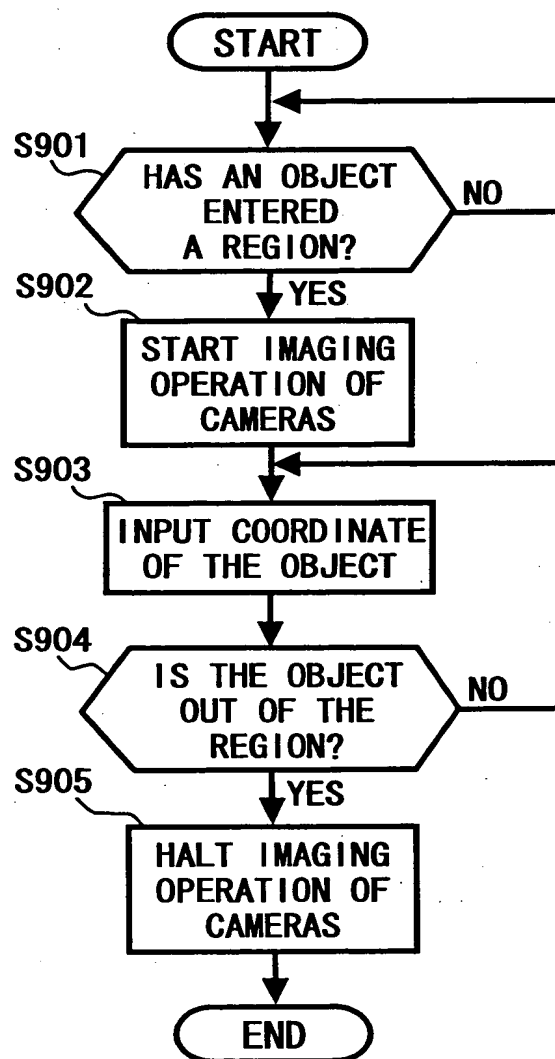 START
S901
HAS AN OBJECT
ENTERED
A REGION?
NO
YES
S902
START IMAGING
OPERATION OF
CAMERAS
S903
INPUT COORDINATE
OF THE OBJECT
S904
IS THE OBJECT
OUT OF THE
REGION?
NO
YES
S905
HALT IMAGING
OPERATION OF
CAMERAS
END